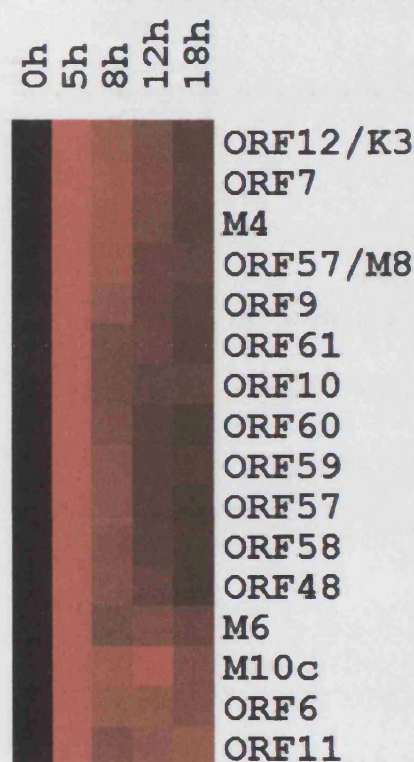 0h 5h 8h 12h 18h
ORF12/K3
ORF7
M4
ORF57/M8
ORF9
ORF61
ORF10
ORF60
ORF59
ORF57
ORF58
ORF48
M6
M10c
ORF6
ORF11